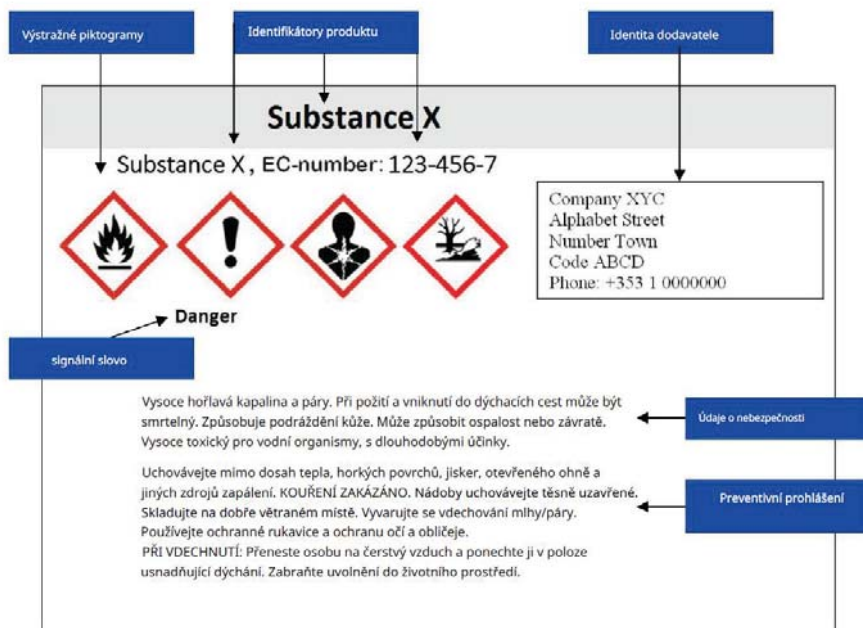 Výstražné piktogramy
Identifikátory produktu
Identita dodavatele
Substance X
Substance X, EC-number: 123-456-7
Company XYC
Alphabet Street
Number Town
Code ABCD
Phone: +353 1 0000000
Danger
signální slovo
Vysoce hořlavá kapalina a páry. Při požití a vniknutí do dýchacích cest může být
smrtelný. Způsobuje podráždění kůže. Může způsobit ospalost nebo závratě.
Vysoce toxický pro vodní organismy, s dlouhodobými účinky.
Údaje o nebezpečnosti
Uchovávejte mimo dosah tepla, horkých povrchů, jisker, otevřeného ohně a
jiných zdrojů zapálení. KOUŘENÍ ZAKÁZÁNO. Nádoby uchovávejte těsně uzavřené.
Skladujte na dobře větraném místě. Vyvarujte se vdechování mlhy/páry.
Používejte ochranné rukavice a ochranu očí a obličeje.
PŘI VDECHNUTÍ: Přeneste osobu na čerstvý vzduch a ponechte ji v poloze
usnadňující dýchání. Zabraňte uvolnění do životního prostředí.
Preventivní prohlášení